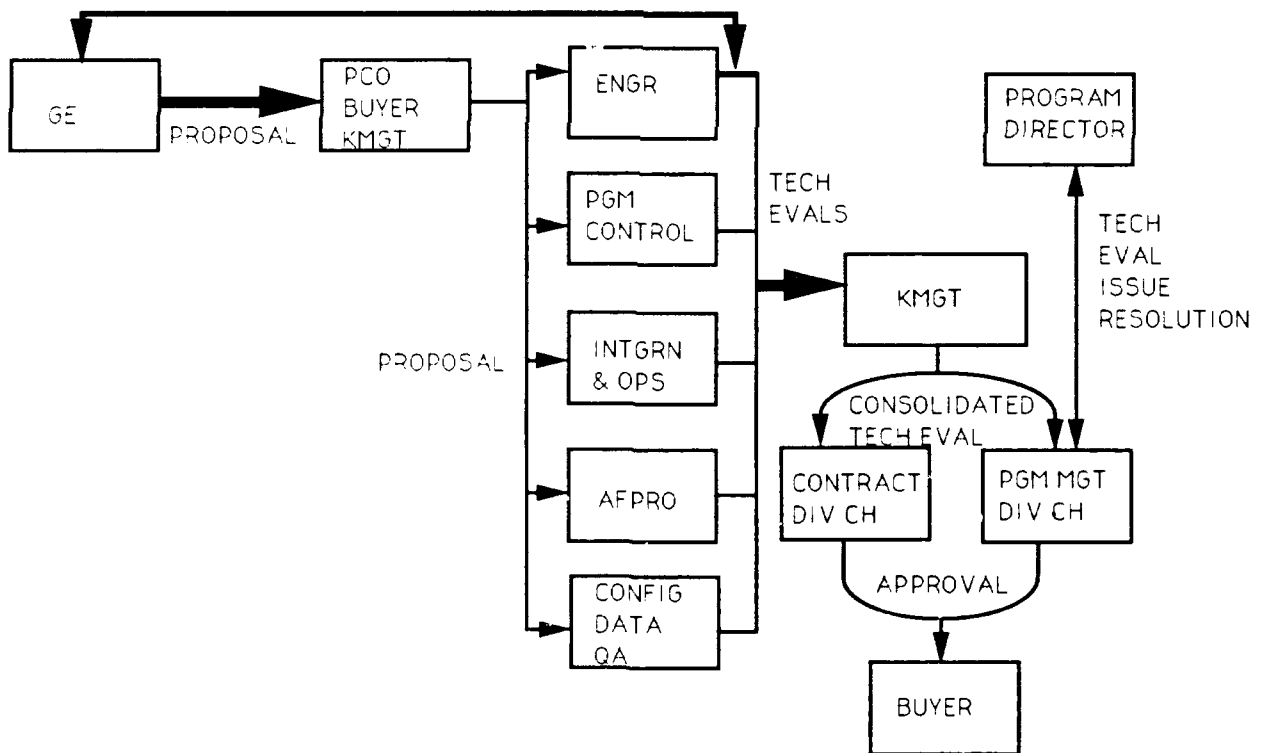 GE
PROPOSAL
PCO
BUYER
KMGT
PROPOSAL
ENGR
PGM
CONTROL
INTGRN
& OPS
AFPRO
CONFIG
DATA
QA
TECH
EVALS
KMGT
PROGRAM
DIRECTOR
TECH
EVAL
ISSUE
RESOLUTION
CONSOLIDATED
TECH EVAL
CONTRACT
DIV CH
PGM MGT
DIV CH
APPROVAL
BUYER